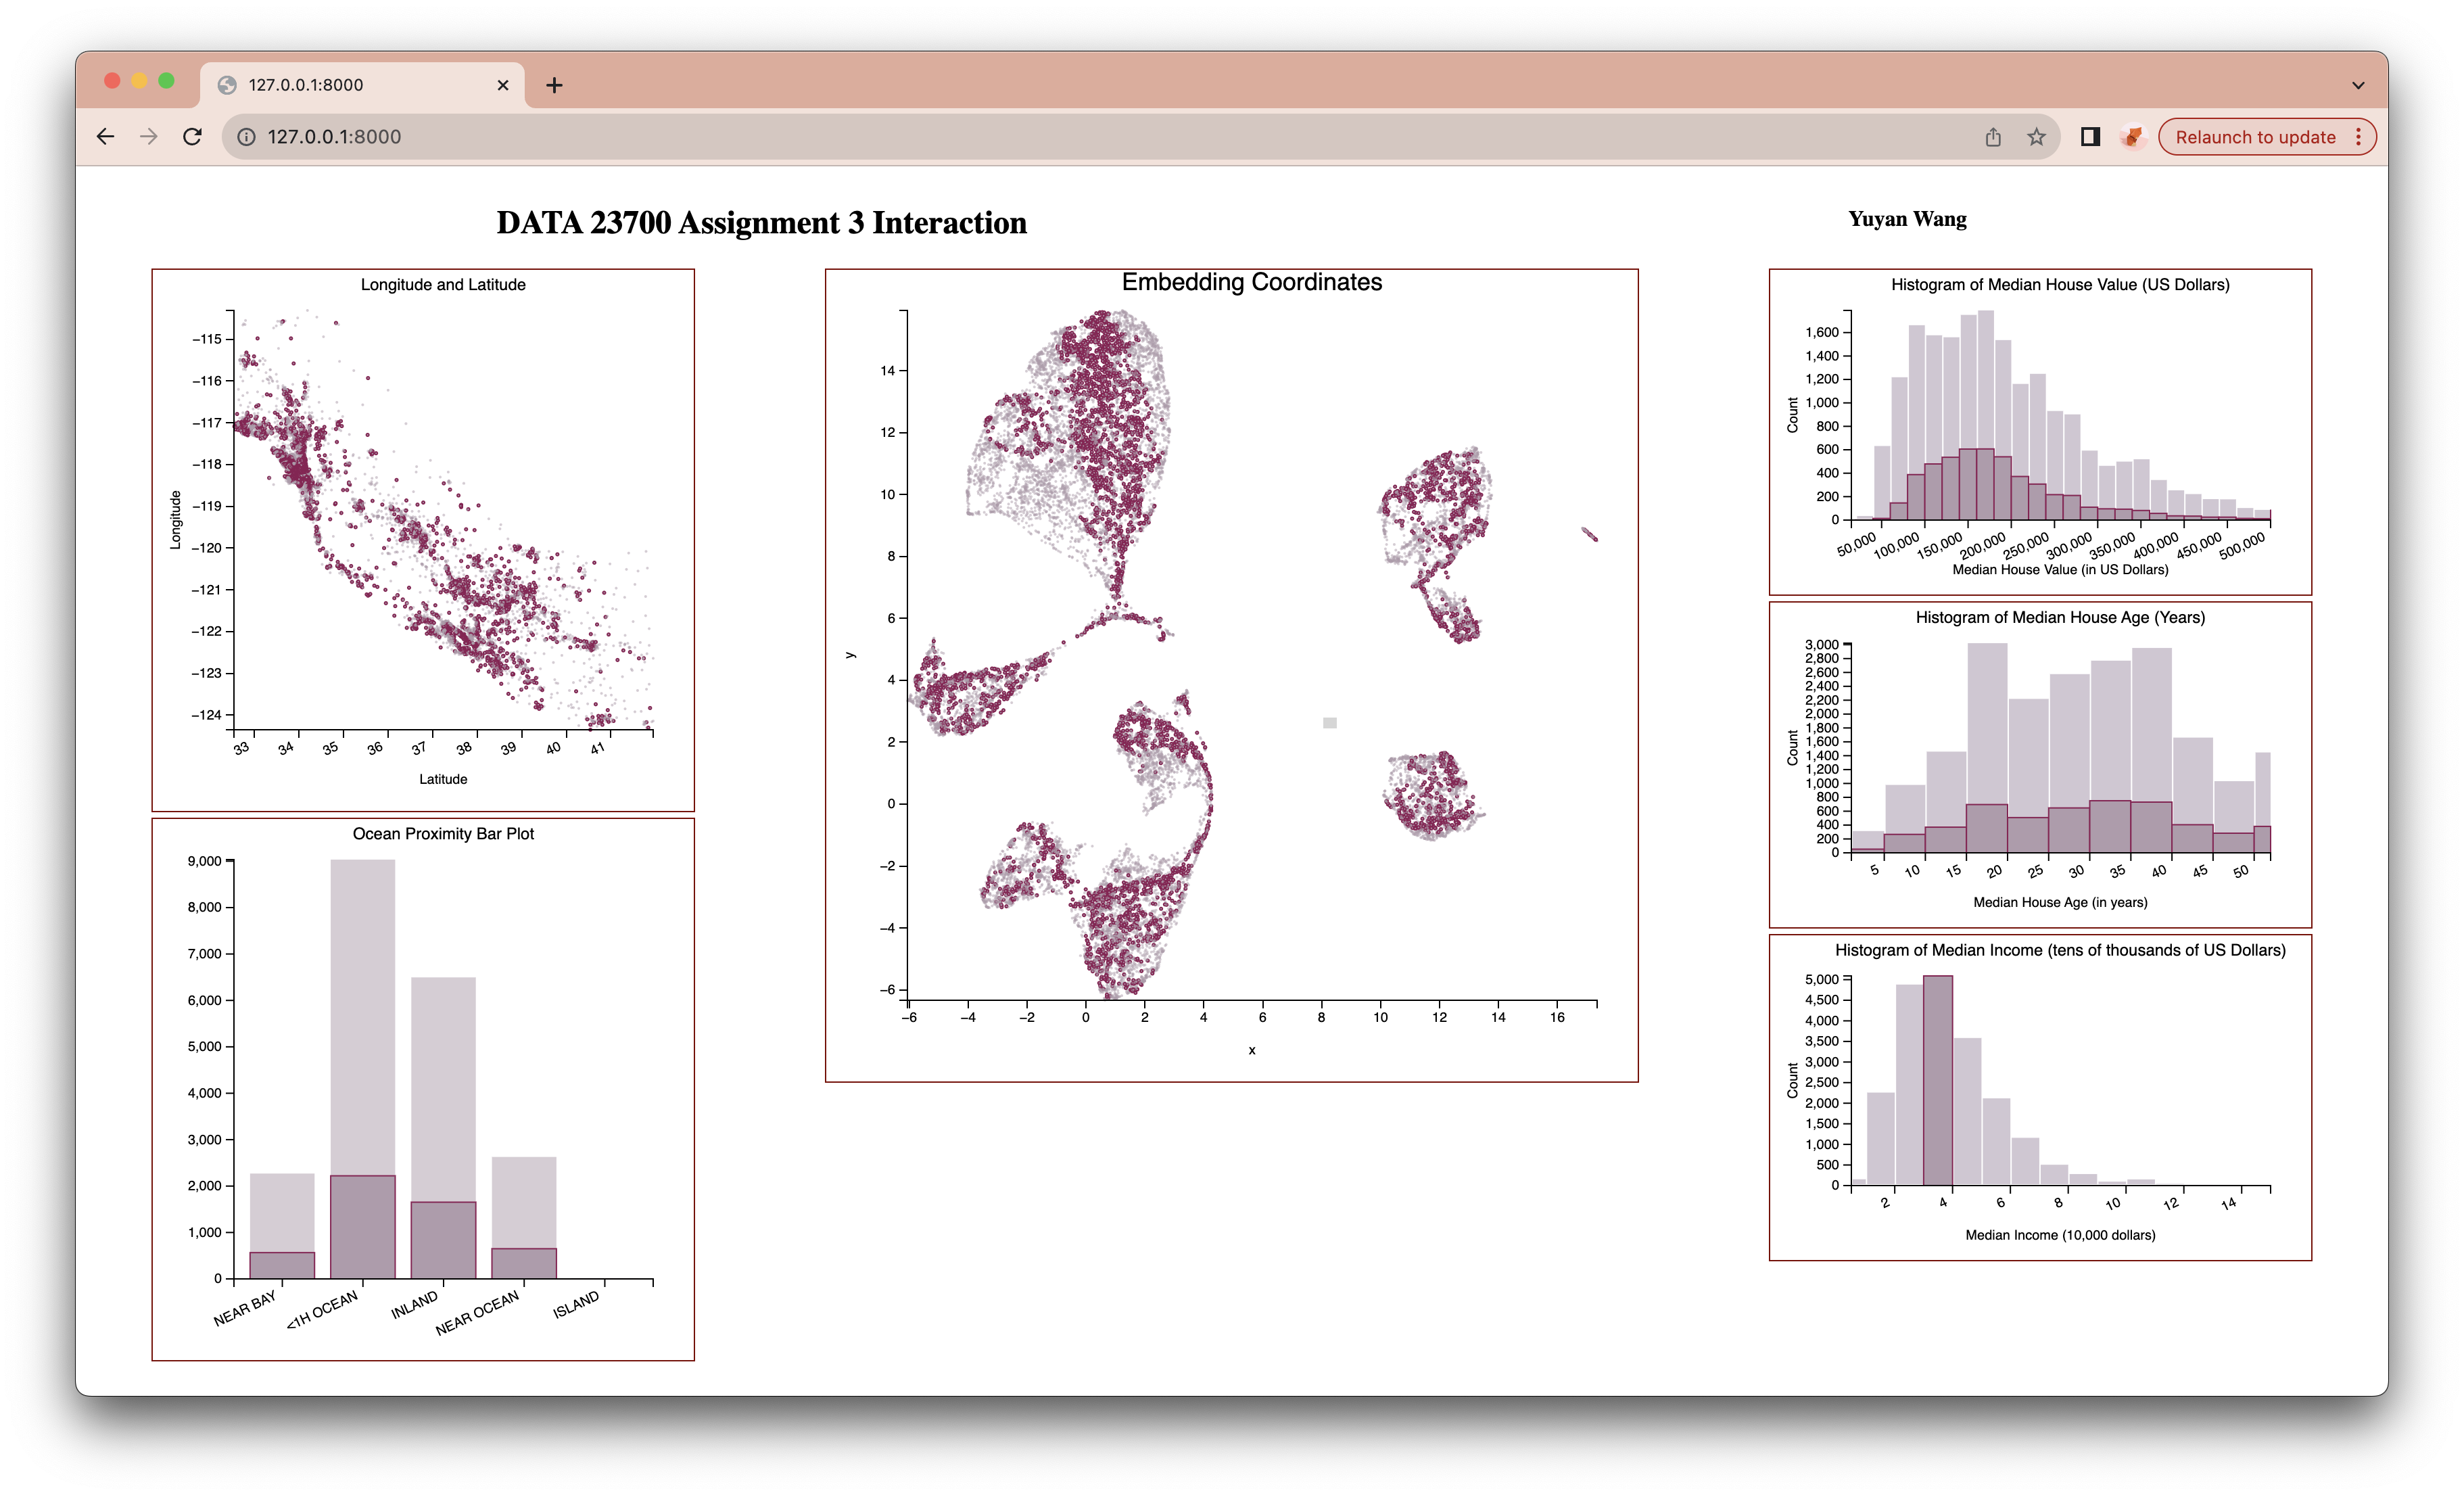 127.0.0.1:8000
127.0.0.1:8000
Relaunch to update
DATA 23700 Assignment 3 Interaction
Yuyan Wang
Longitude and Latitude
−115
−116
−117
−118
−119
−120
−121
−122
−123
−124
Longitude
33 34 35 36 37 38 39 40 41
Latitude
Ocean Proximity Bar Plot
9,000
8,000
7,000
6,000
5,000
4,000
3,000
2,000
1,000
0
NEAR BAY <1H OCEAN INLAND NEAR OCEAN ISLAND
Embedding Coordinates
14
12
10
8
6
4
2
0
−2
−4
−6
y
−6 −4 −2 0 2 4 6 8 10 12 14 16
x
Histogram of Median House Value (US Dollars)
1,600
1,400
1,200
1,000
800
600
400
200
0
Count
50,000 100,000 150,000 200,000 250,000 300,000 350,000 400,000 450,000 500,000
Median House Value (in US Dollars)
Histogram of Median House Age (Years)
3,000
2,800
2,600
2,400
2,200
2,000
1,800
1,600
1,400
1,200
1,000
800
600
400
200
0
Count
5 10 15 20 25 30 35 40 45 50
Median House Age (in years)
Histogram of Median Income (tens of thousands of US Dollars)
5,000
4,500
4,000
3,500
3,000
2,500
2,000
1,500
1,000
500
0
Count
2 4 6 8 10 12 14
Median Income (10,000 dollars)